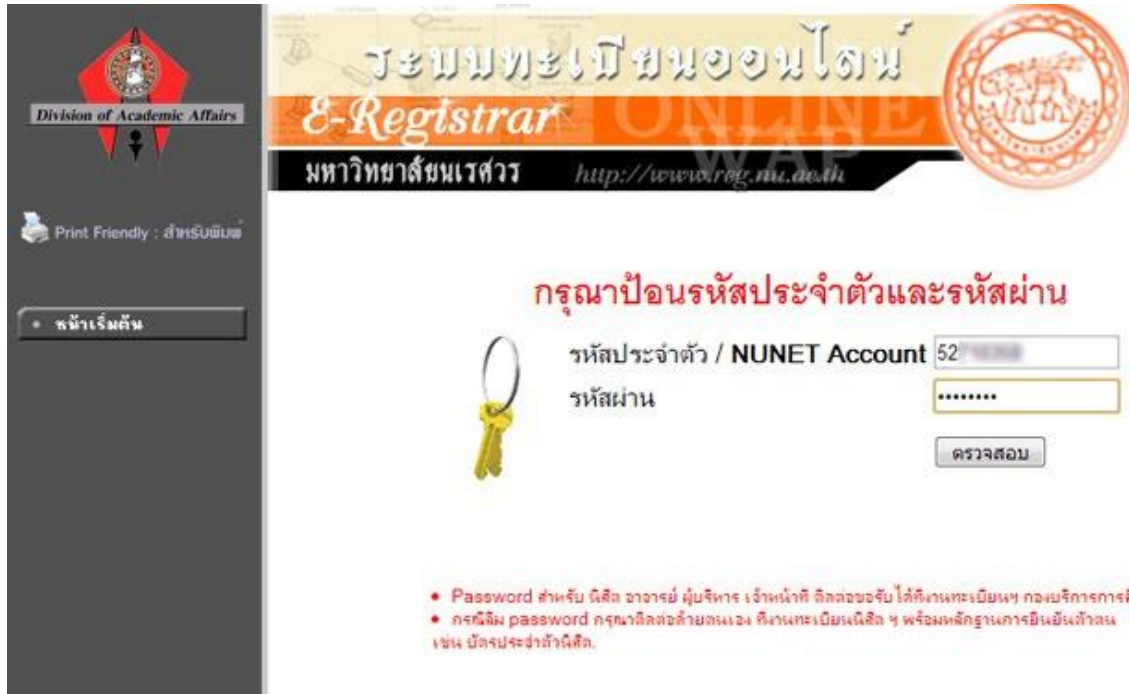 Division of Academic Affairs
Print Friendly : สำหรับพิมพ์
หน้าเริ่มต้น
ระบบทะเบียนออนไลน์
E-Registrar
ONLINE
WAP
มหาวิทยาลัยนเรศวร http://www.reg.nu.ac.th
กรุณาป้อนรหัสประจำตัวและรหัสผ่าน
รหัสประจำตัว / NUNET Account 52
รหัสผ่าน ••••••••
ตรวจสอบ
• Password สำหรับ นิสิต อาจารย์ ผู้บริหาร เจ้าหน้าที่ ติดต่อขอรับได้ที่งานทะเบียนฯ กองบริการการศ
• กรณีลืม password กรุณาติดต่อด้วยตนเอง ที่งานทะเบียนนิสิต ฯ พร้อมหลักฐานการยืนยันตัวตน
เช่น บัตรประจำตัวนิสิต.